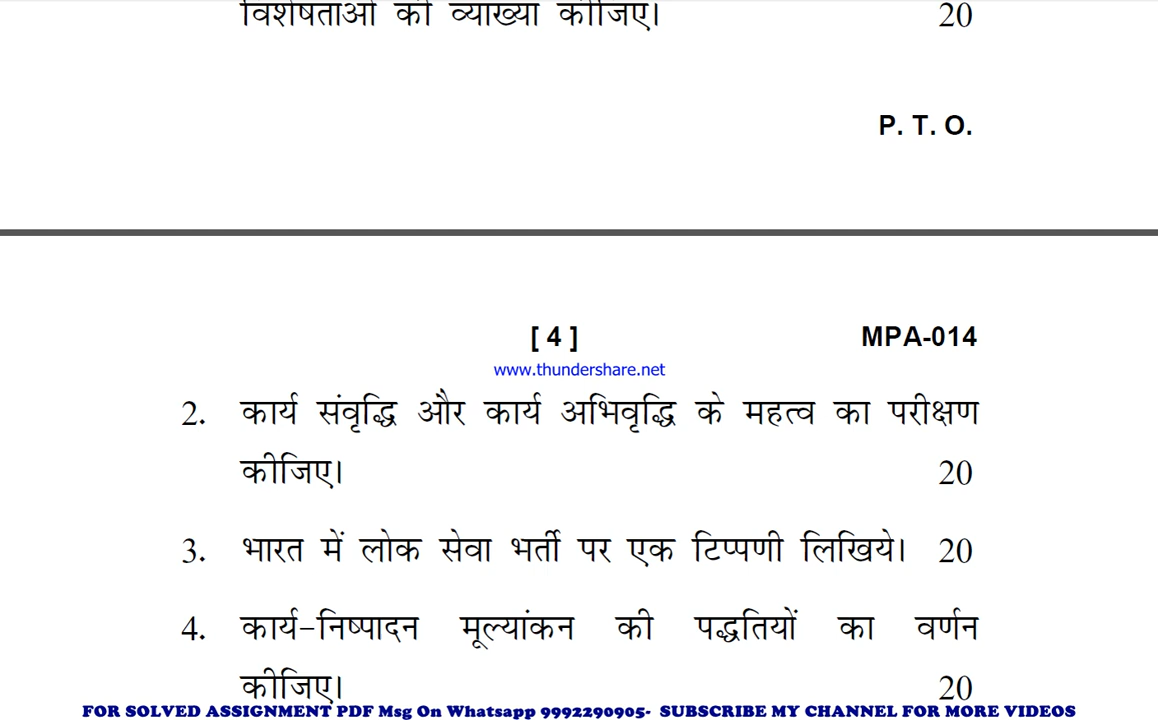 विशेषताओं की व्याख्या कीजिए। 20
P. T. O.
[ 4 ] MPA-014
www.thundershare.net
2. कार्य संवृद्धि और कार्य अभिवृद्धि के महत्व का परीक्षण
कीजिए। 20
3. भारत में लोक सेवा भर्ती पर एक टिप्पणी लिखिये। 20
4. कार्य-निष्पादन मूल्यांकन की पद्धतियों का वर्णन
कीजिए। 20
FOR SOLVED ASSIGNMENT PDF Msg On Whatsapp 9992290905- SUBSCRIBE MY CHANNEL FOR MORE VIDEOS